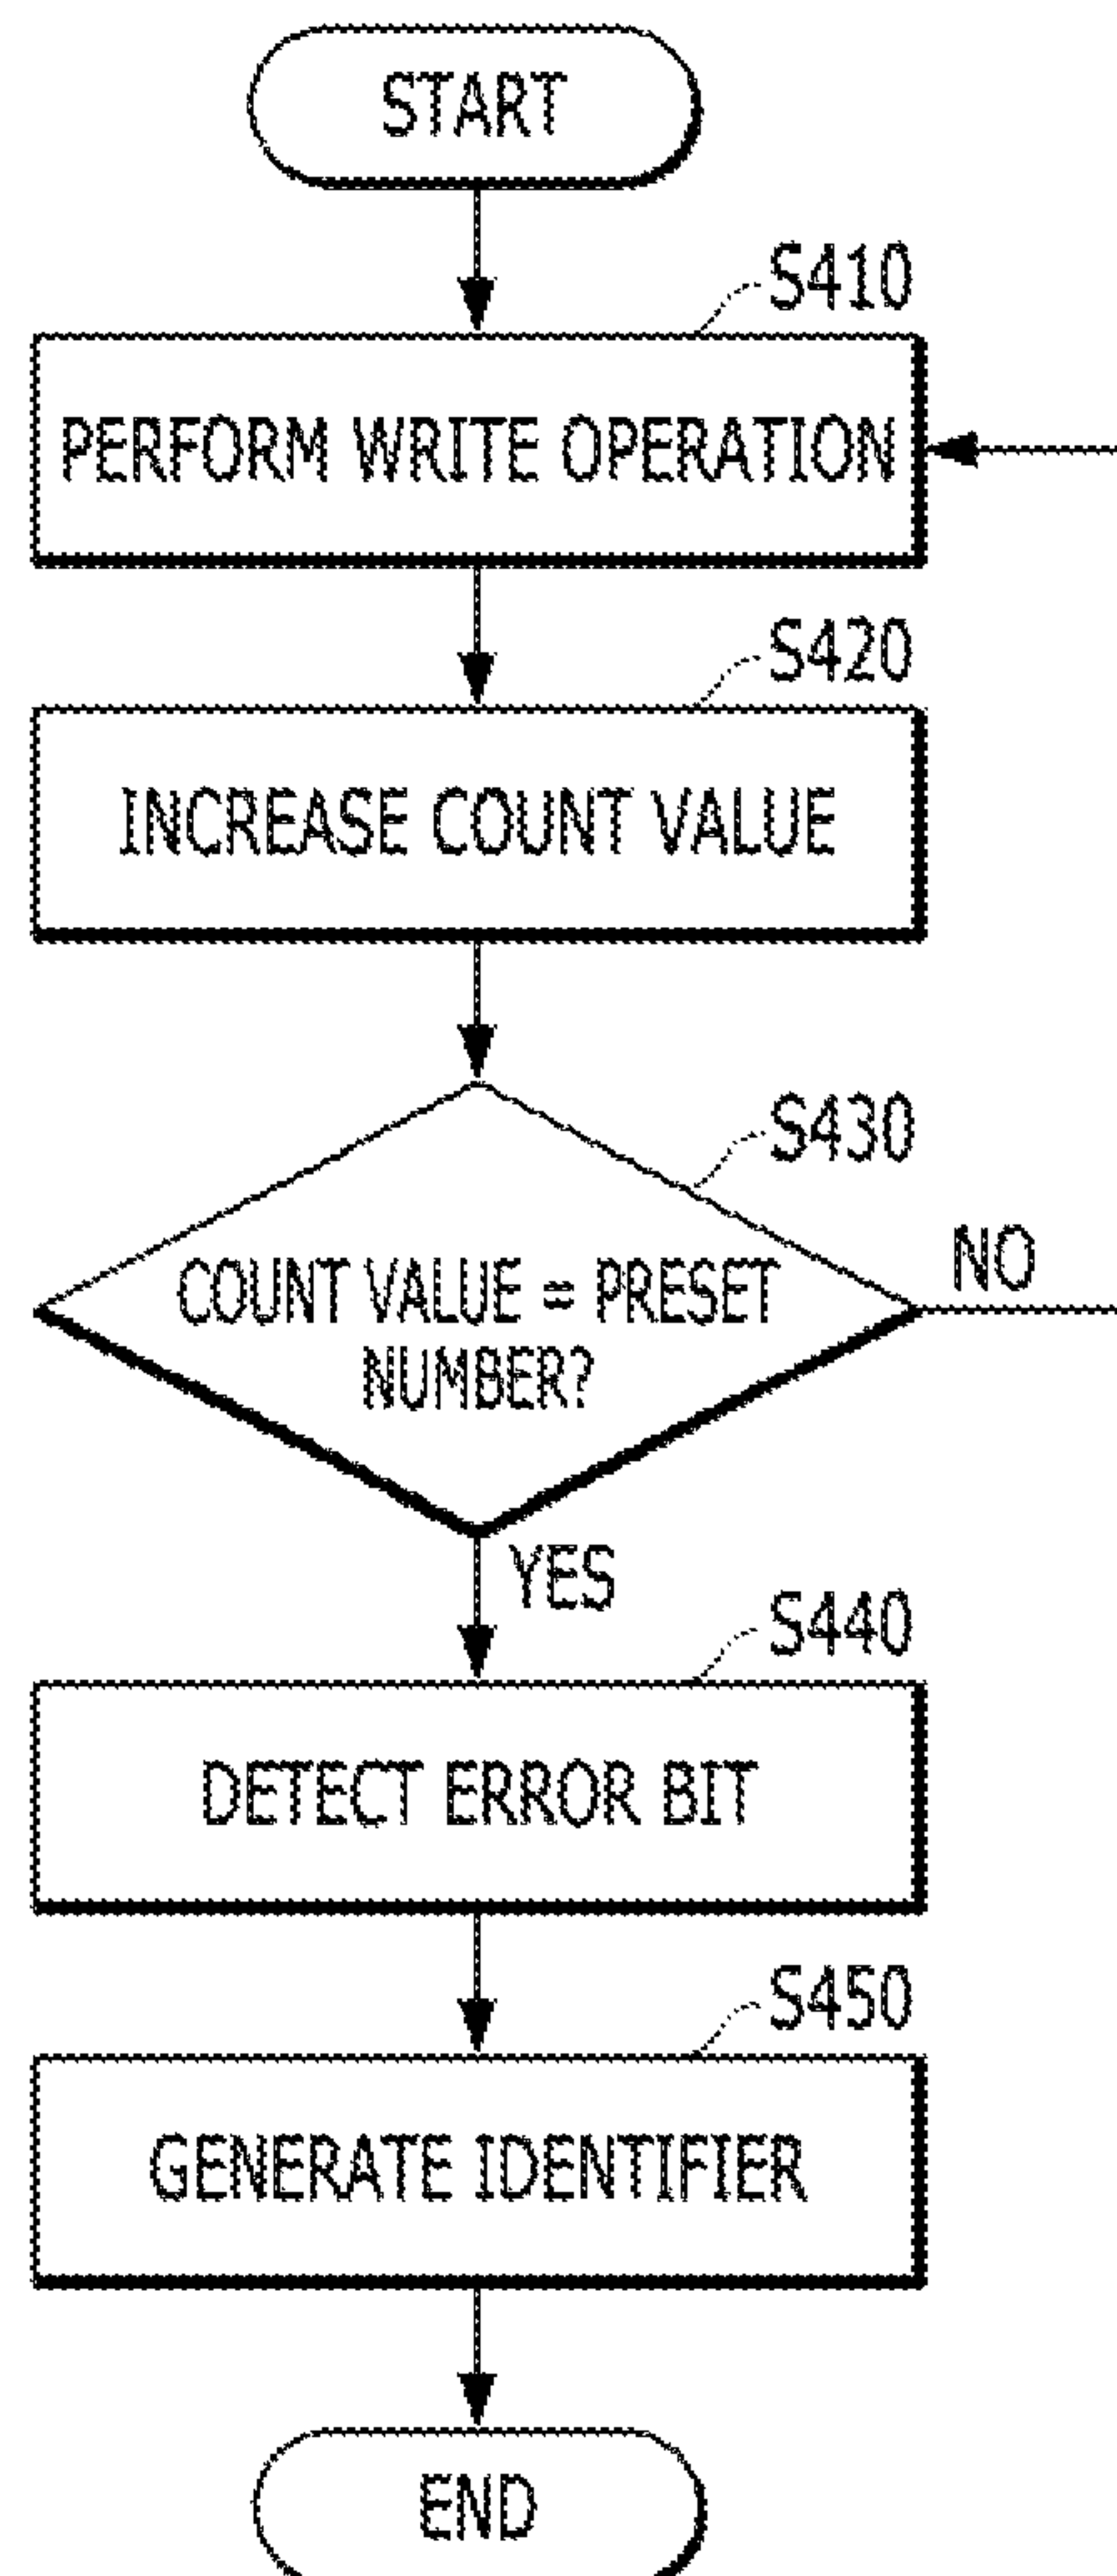 START
S410
PERFORM WRITE OPERATION
S420
INCREASE COUNT VALUE
S430
COUNT VALUE = PRESET
NUMBER?
NO
YES
S440
DETECT ERROR BIT
S450
GENERATE IDENTIFIER
END